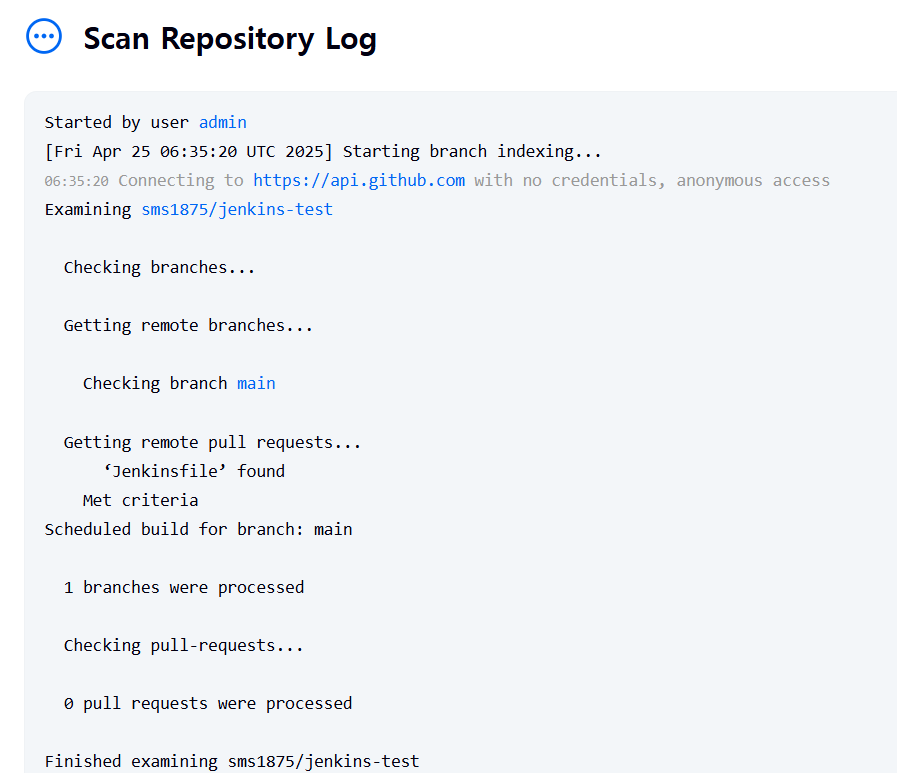 Scan Repository Log
Started by user admin
[Fri Apr 25 06:35:20 UTC 2025] Starting branch indexing...
06:35:20 Connecting to https://api.github.com with no credentials, anonymous access
Examining sms1875/jenkins-test
Checking branches...
Getting remote branches...
Checking branch main
Getting remote pull requests...
‘Jenkinsfile’ found
Met criteria
Scheduled build for branch: main
1 branches were processed
Checking pull-requests...
0 pull requests were processed
Finished examining sms1875/jenkins-test